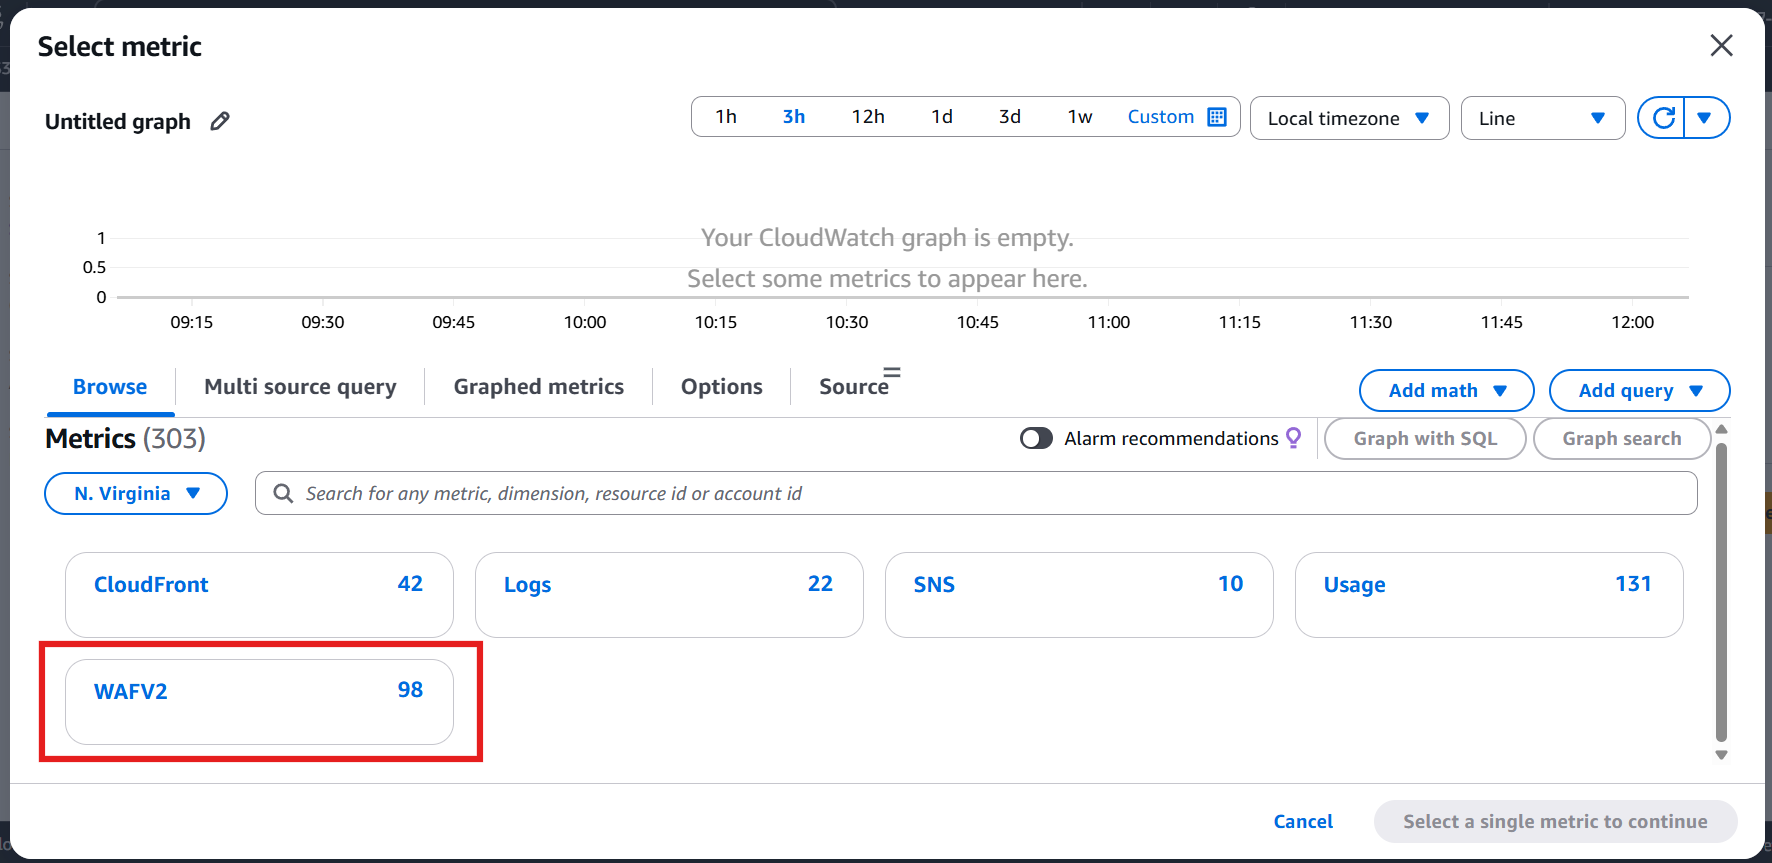 Select metric
Untitled graph
1h 3h 12h 1d 3d 1w Custom
Local timezone
Line
Your CloudWatch graph is empty.
Select some metrics to appear here.
1
0.5
0
09:15 09:30 09:45 10:00 10:15 10:30 10:45 11:00 11:15 11:30 11:45 12:00
Browse Multi source query Graphed metrics Options Source
Add math Add query
Metrics (303)
Alarm recommendations Graph with SQL Graph search
N. Virginia
Search for any metric, dimension, resource id or account id
CloudFront 42
Logs 22
SNS 10
Usage 131
WAFV2 98
Cancel Select a single metric to continue